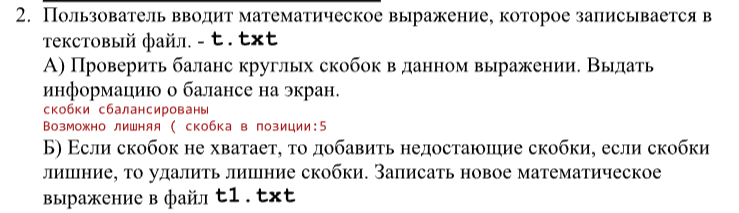 2. Пользователь вводит математическое выражение, которое записывается в
текстовый файл. - t.txt
А) Проверить баланс круглых скобок в данном выражении. Выдать
информацию о балансе на экран.
скобки сбалансированы
Возможно лишняя ( скобка в позиции:5
Б) Если скобок не хватает, то добавить недостающие скобки, если скобки
лишние, то удалить лишние скобки. Записать новое математическое
выражение в файл t1.txt